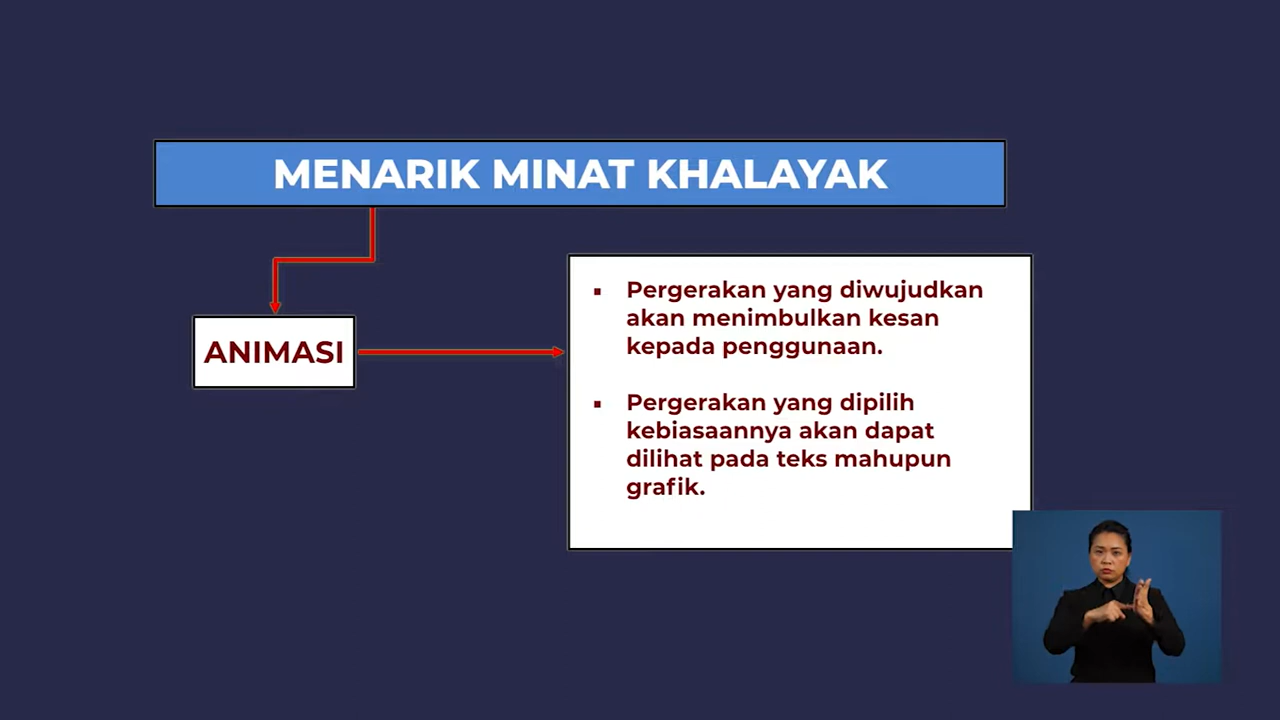 MENARIK MINAT KHALAYAK
ANIMASI
▪ Pergerakan yang diwujudkan
akan menimbulkan kesan
kepada penggunaan.
▪ Pergerakan yang dipilih
kebiasaannya akan dapat
dilihat pada teks mahupun
grafik.